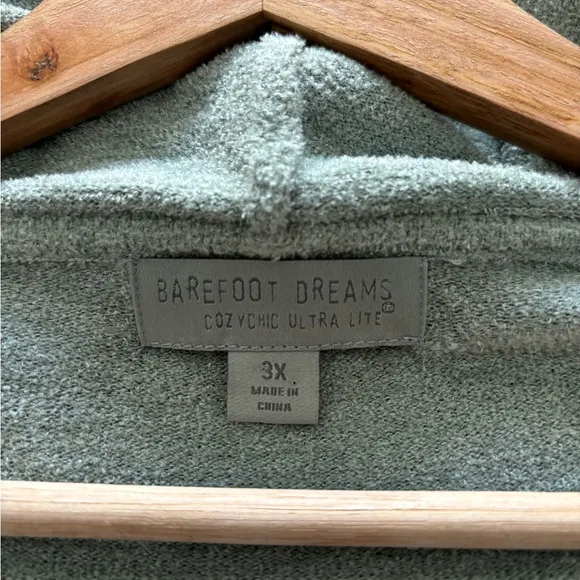 BAREFOOT DREAMS®
COZYCHIC ULTRA LITE
3X
MADE IN
CHINA